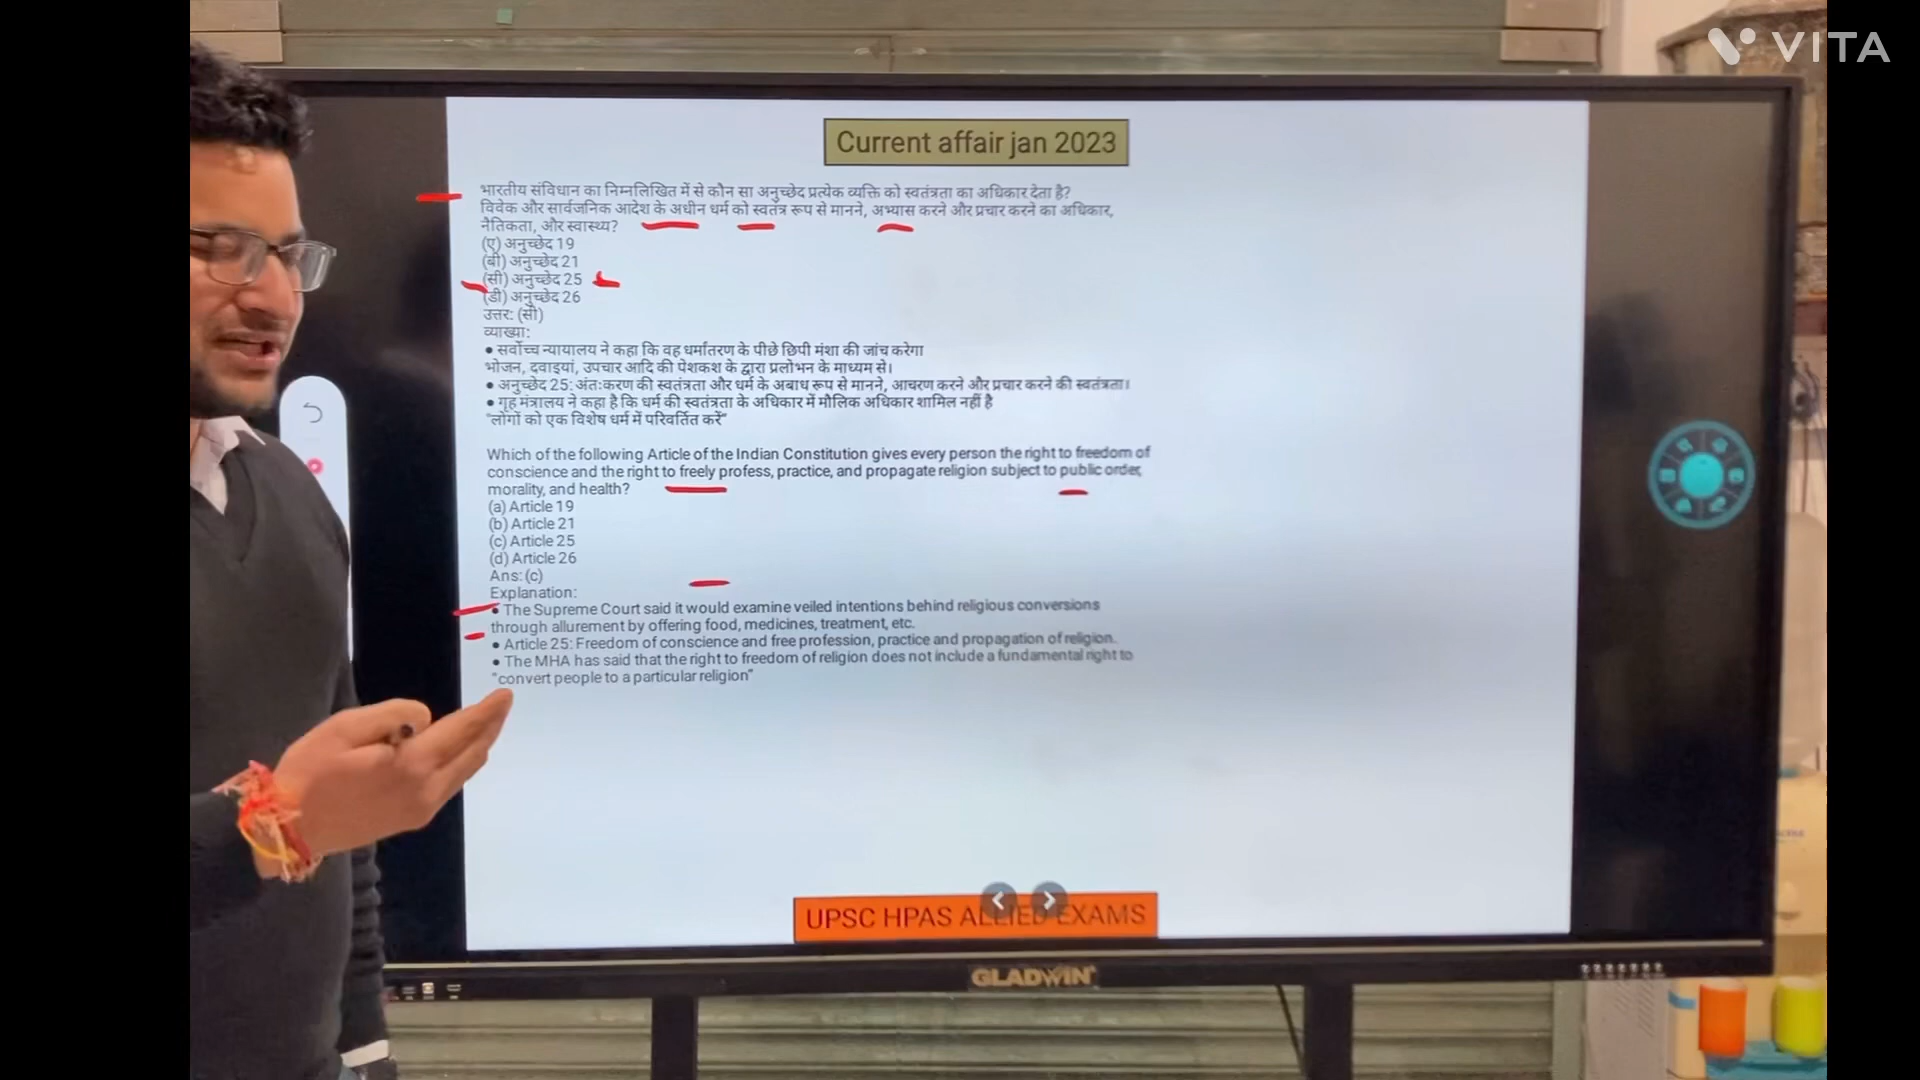 VITA
Current affair jan 2023
भारतीय संविधान का निम्नलिखित में से कौन सा अनुच्छेद प्रत्येक व्यक्ति को स्वतंत्रता का अधिकार देता है?
विवेक और सार्वजनिक आदेश के अधीन धर्म को स्वतंत्र रूप से मानने, अभ्यास करने और प्रचार करने का अधिकार,
नैतिकता, और स्वास्थ्य?
(ए) अनुच्छेद 19
(बी) अनुच्छेद 21
(सी) अनुच्छेद 25
(डी) अनुच्छेद 26
उत्तर: (सी)
व्याख्या:
• सर्वोच्च न्यायालय ने कहा कि वह धर्मांतरण के पीछे छिपी मंशा की जांच करेगा
भोजन, दवाइयां, उपचार आदि की पेशकश के द्वारा प्रलोभन के माध्यम से।
• अनुच्छेद 25: अंतःकरण की स्वतंत्रता और धर्म के अबाध रूप से मानने, आचरण करने और प्रचार करने की स्वतंत्रता।
• गृह मंत्रालय ने कहा है कि धर्म की स्वतंत्रता के अधिकार में मौलिक अधिकार शामिल नहीं है
"लोगों को एक विशेष धर्म में परिवर्तित करें"
Which of the following Article of the Indian Constitution gives every person the right to freedom of
conscience and the right to freely profess, practice, and propagate religion subject to public order,
morality, and health?
(a) Article 19
(b) Article 21
(c) Article 25
(d) Article 26
Ans: (c)
Explanation:
• The Supreme Court said it would examine veiled intentions behind religious conversions
through allurement by offering food, medicines, treatment, etc.
• Article 25: Freedom of conscience and free profession, practice and propagation of religion.
• The MHA has said that the right to freedom of religion does not include a fundamental right to
"convert people to a particular religion"
UPSC HPAS ALLIED EXAMS
GLADWIN